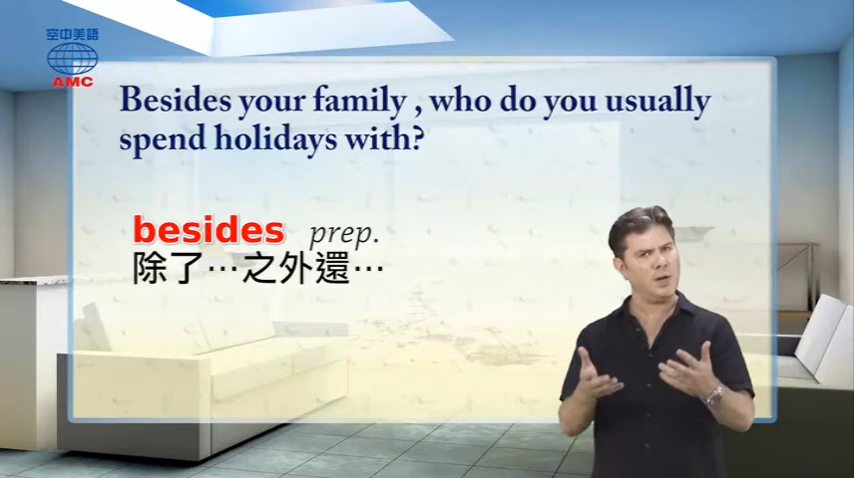 空中美語
AMC
Besides your family , who do you usually
spend holidays with?
besides prep.
除了…之外還…